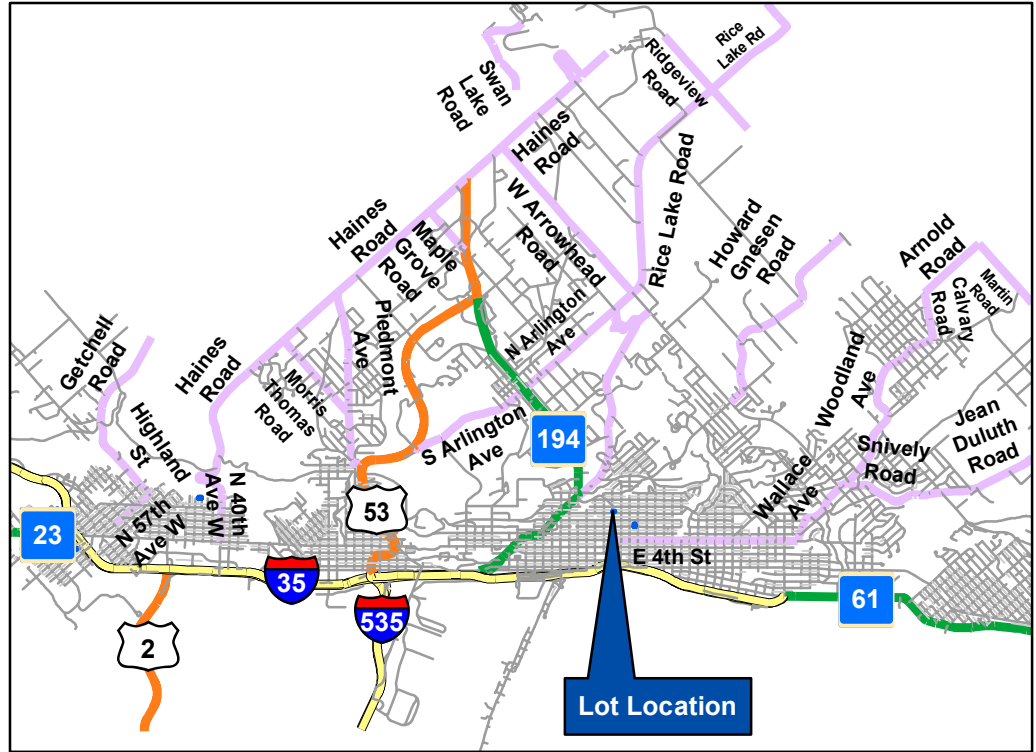 Swan
Lake
Road
Ridgeview
Road
Rice
Lake Rd
Haines
Road
W Arrowhead
Road
Rice Lake Road
Howard
Gnesen
Road
Arnold
Road
Martin
Road
Calvary
Road
Haines
Road
Maple
Grove
Road
Piedmont
Ave
N Arlington
Ave
Getchell
Road
Haines
Road
Morris
Thomas
Road
S Arlington
Ave
194
Woodland
Ave
Snively
Road
Jean
Duluth
Road
Wallace
Ave
Highland
St
N 40th
Ave W
N 57th
Ave W
23
53
E 4th St
35
535
61
2
Lot Location